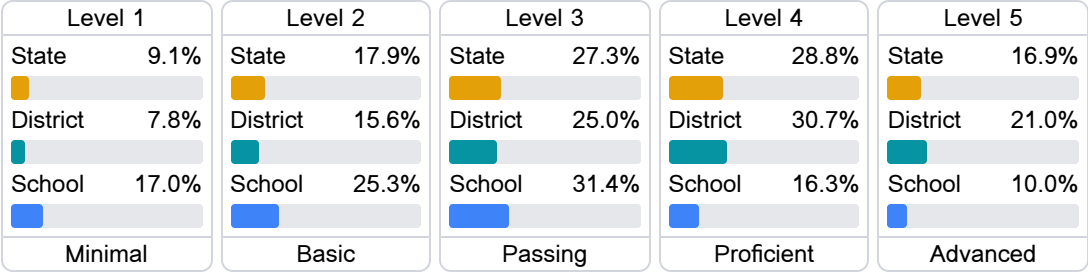 Level 1
State 9.1%
District 7.8%
School 17.0%
Minimal
Level 2
State 17.9%
District 15.6%
School 25.3%
Basic
Level 3
State 27.3%
District 25.0%
School 31.4%
Passing
Level 4
State 28.8%
District 30.7%
School 16.3%
Proficient
Level 5
State 16.9%
District 21.0%
School 10.0%
Advanced